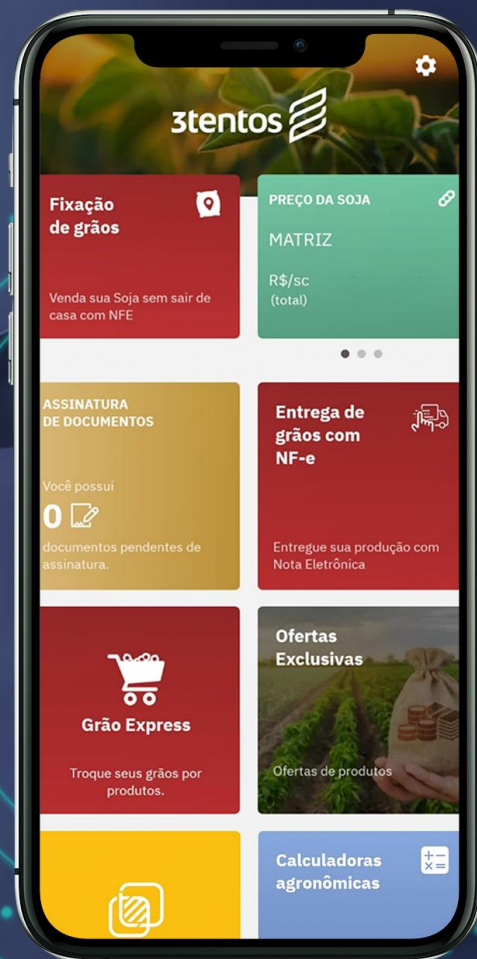 3tentos
Fixação
de grãos
Venda sua Soja sem sair de
casa com NFE
PREÇO DA SOJA
MATRIZ
R$/sc
(total)
ASSINATURA
DE DOCUMENTOS
Você possui
0
documentos pendentes de
assinatura.
Entrega de
grãos com
NF-e
Entregue sua produção com
Nota Eletrônica
Grão Express
Troque seus grãos por
produtos.
Ofertas
Exclusivas
Ofertas de produtos
Calculadoras
agronômicas